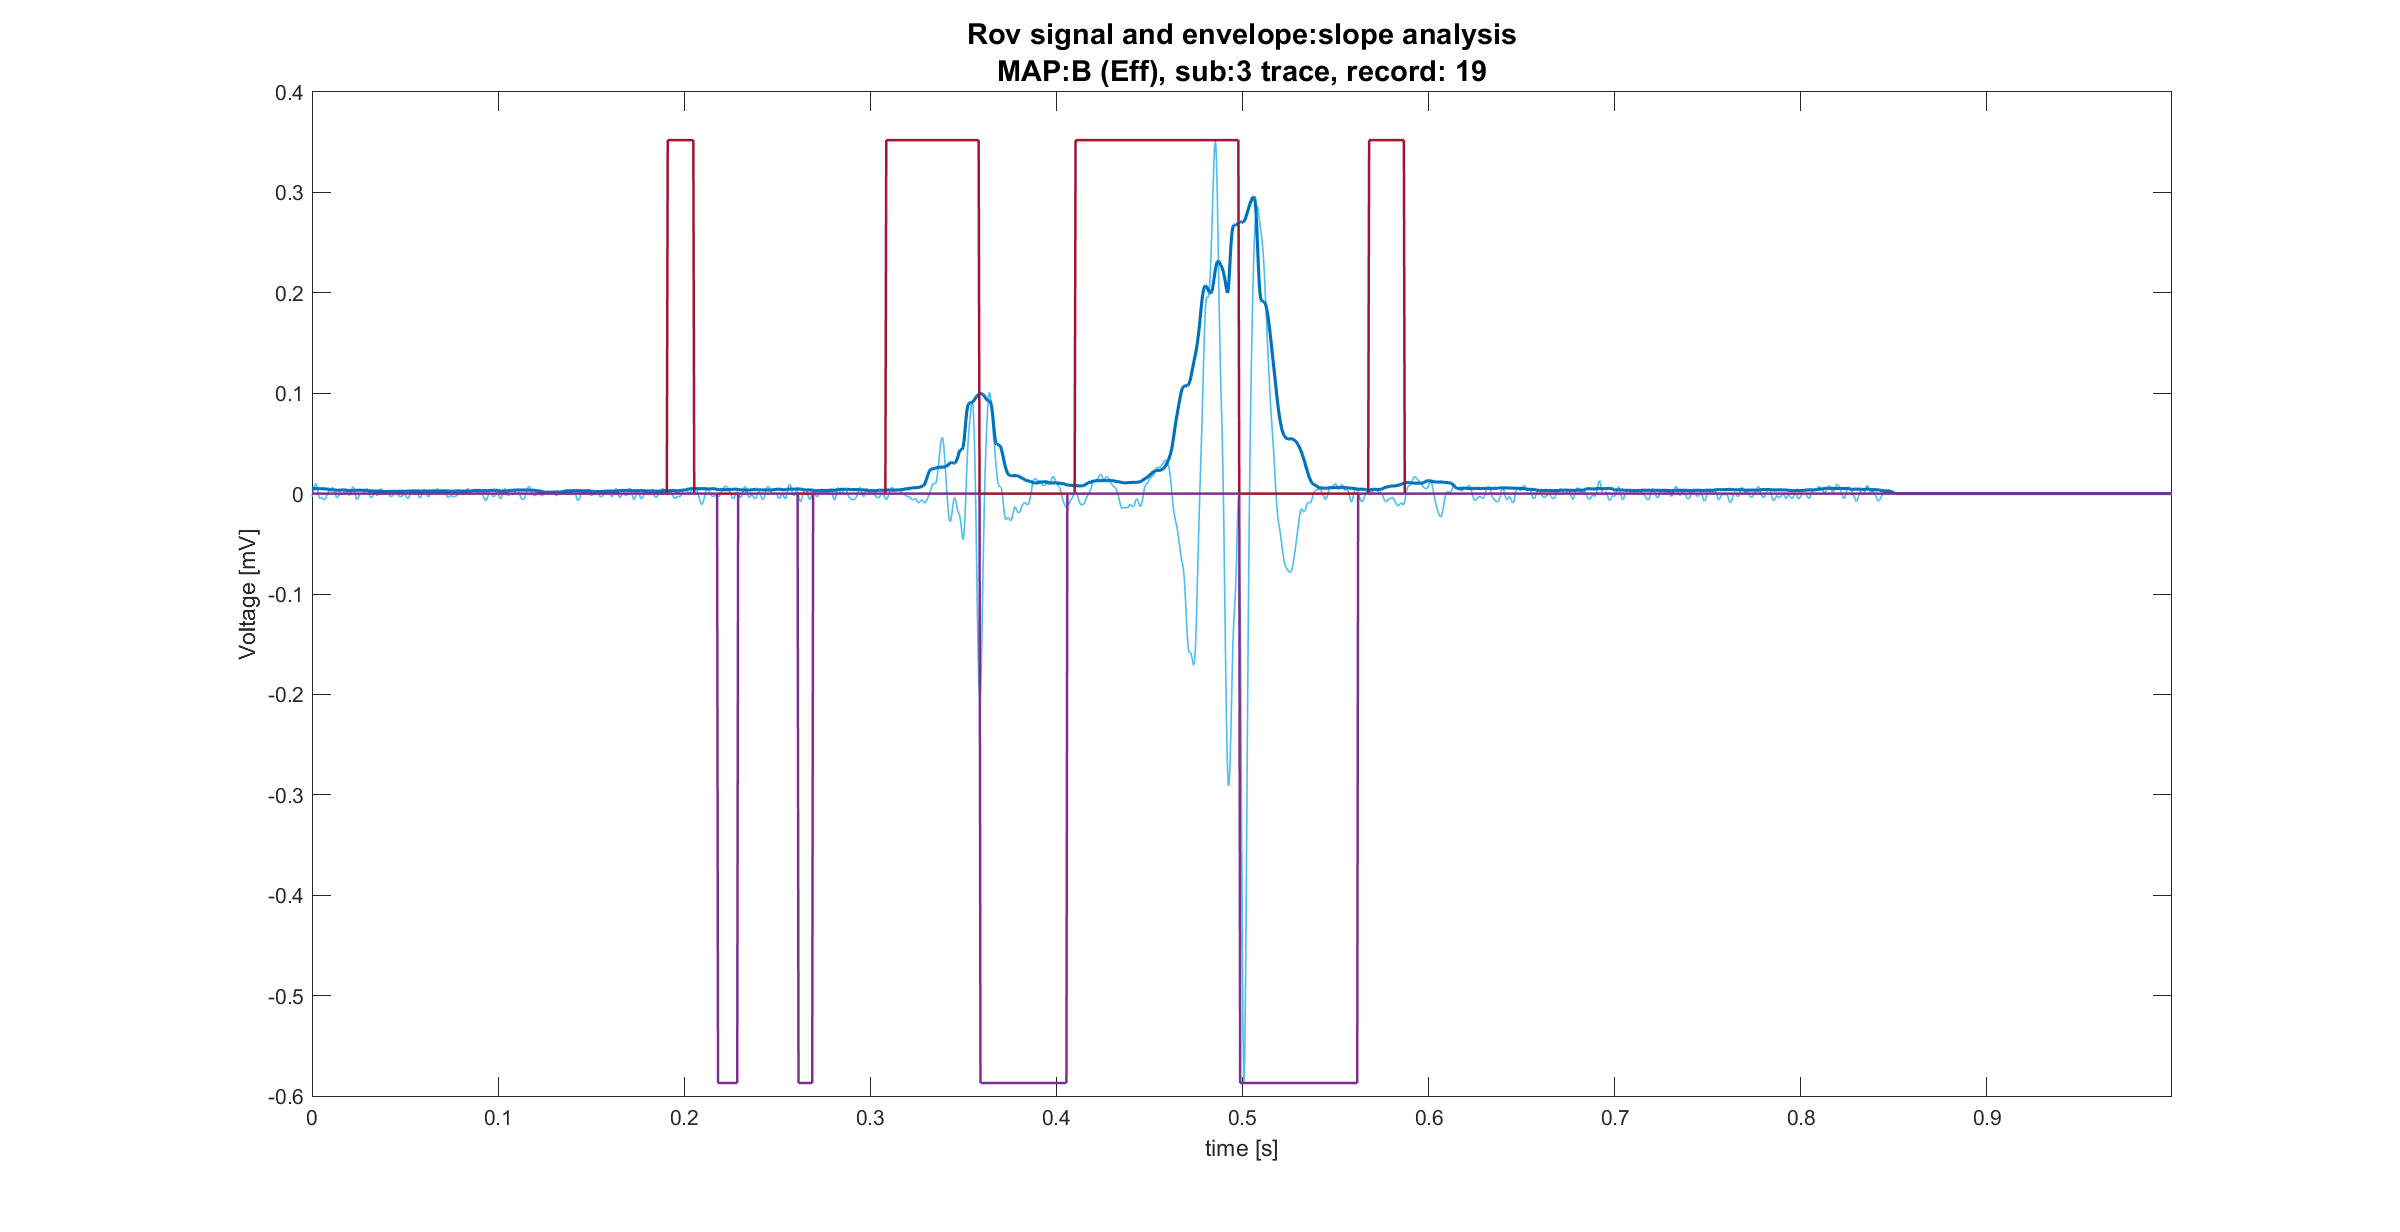 Rov signal and envelope:slope analysis
MAP:B (Eff), sub:3 trace, record: 19
0.4
0.3
0.2
0.1
0
-0.1
-0.2
-0.3
-0.4
-0.5
-0.6
Voltage [mV]
0 0.1 0.2 0.3 0.4 0.5 0.6 0.7 0.8 0.9
time [s]